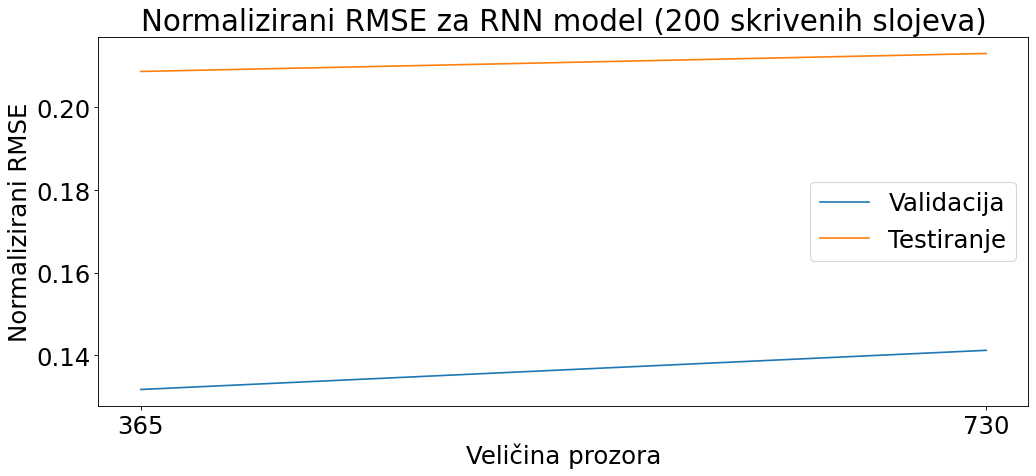 Normalizirani RMSE za RNN model (200 skrivenih slojeva)
Normalizirani RMSE
0.20
0.18
0.16
0.14
Validacija
Testiranje
365
730
Veličina prozora